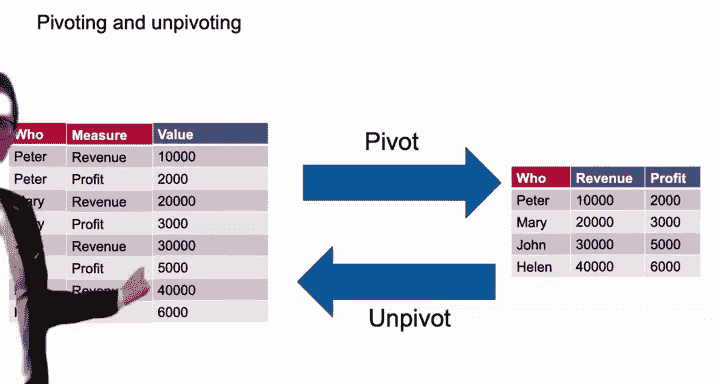 Pivoting and unpivoting
Who Measure Value
Peter Revenue 10000
Peter Profit 2000
ary Revenue 20000
y Profit 3000
Revenue 30000
Profit 5000
Reven 40000
6000
Pivot
Unpivot
Who Revenue Profit
Peter 10000 2000
Mary 20000 3000
John 30000 5000
Helen 40000 6000